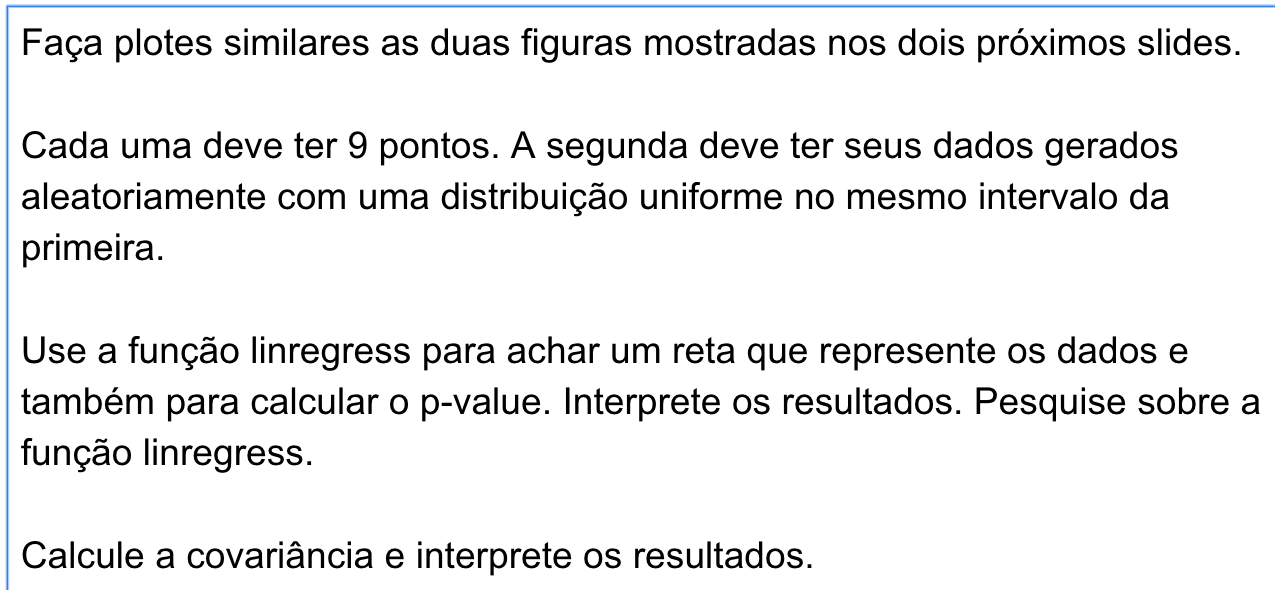 Faça plotes similares as duas figuras mostradas nos dois próximos slides.
Cada uma deve ter 9 pontos. A segunda deve ter seus dados gerados
aleatoriamente com uma distribuição uniforme no mesmo intervalo da
primeira.
Use a função linregress para achar um reta que represente os dados e
também para calcular o p-value. Interprete os resultados. Pesquise sobre a
função linregress.
Calcule a covariância e interprete os resultados.